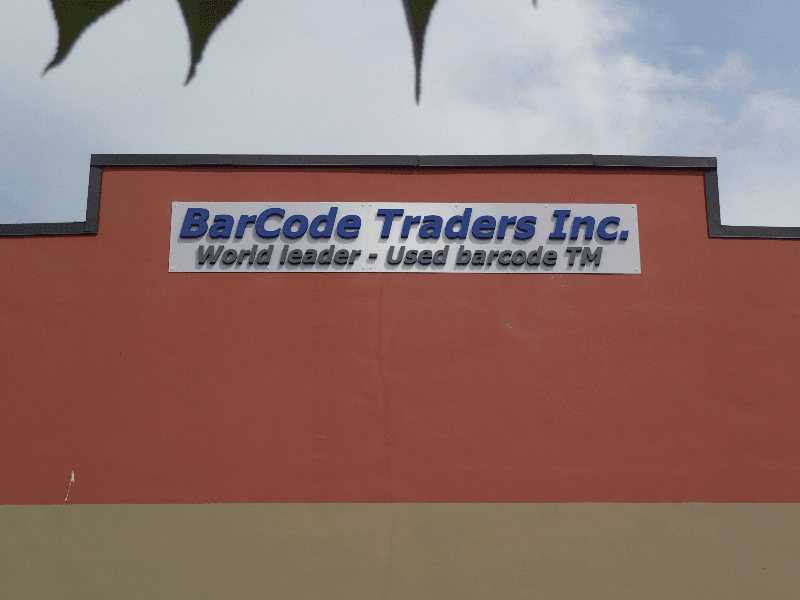 BarCode Traders Inc.
World leader - Used barcode TM